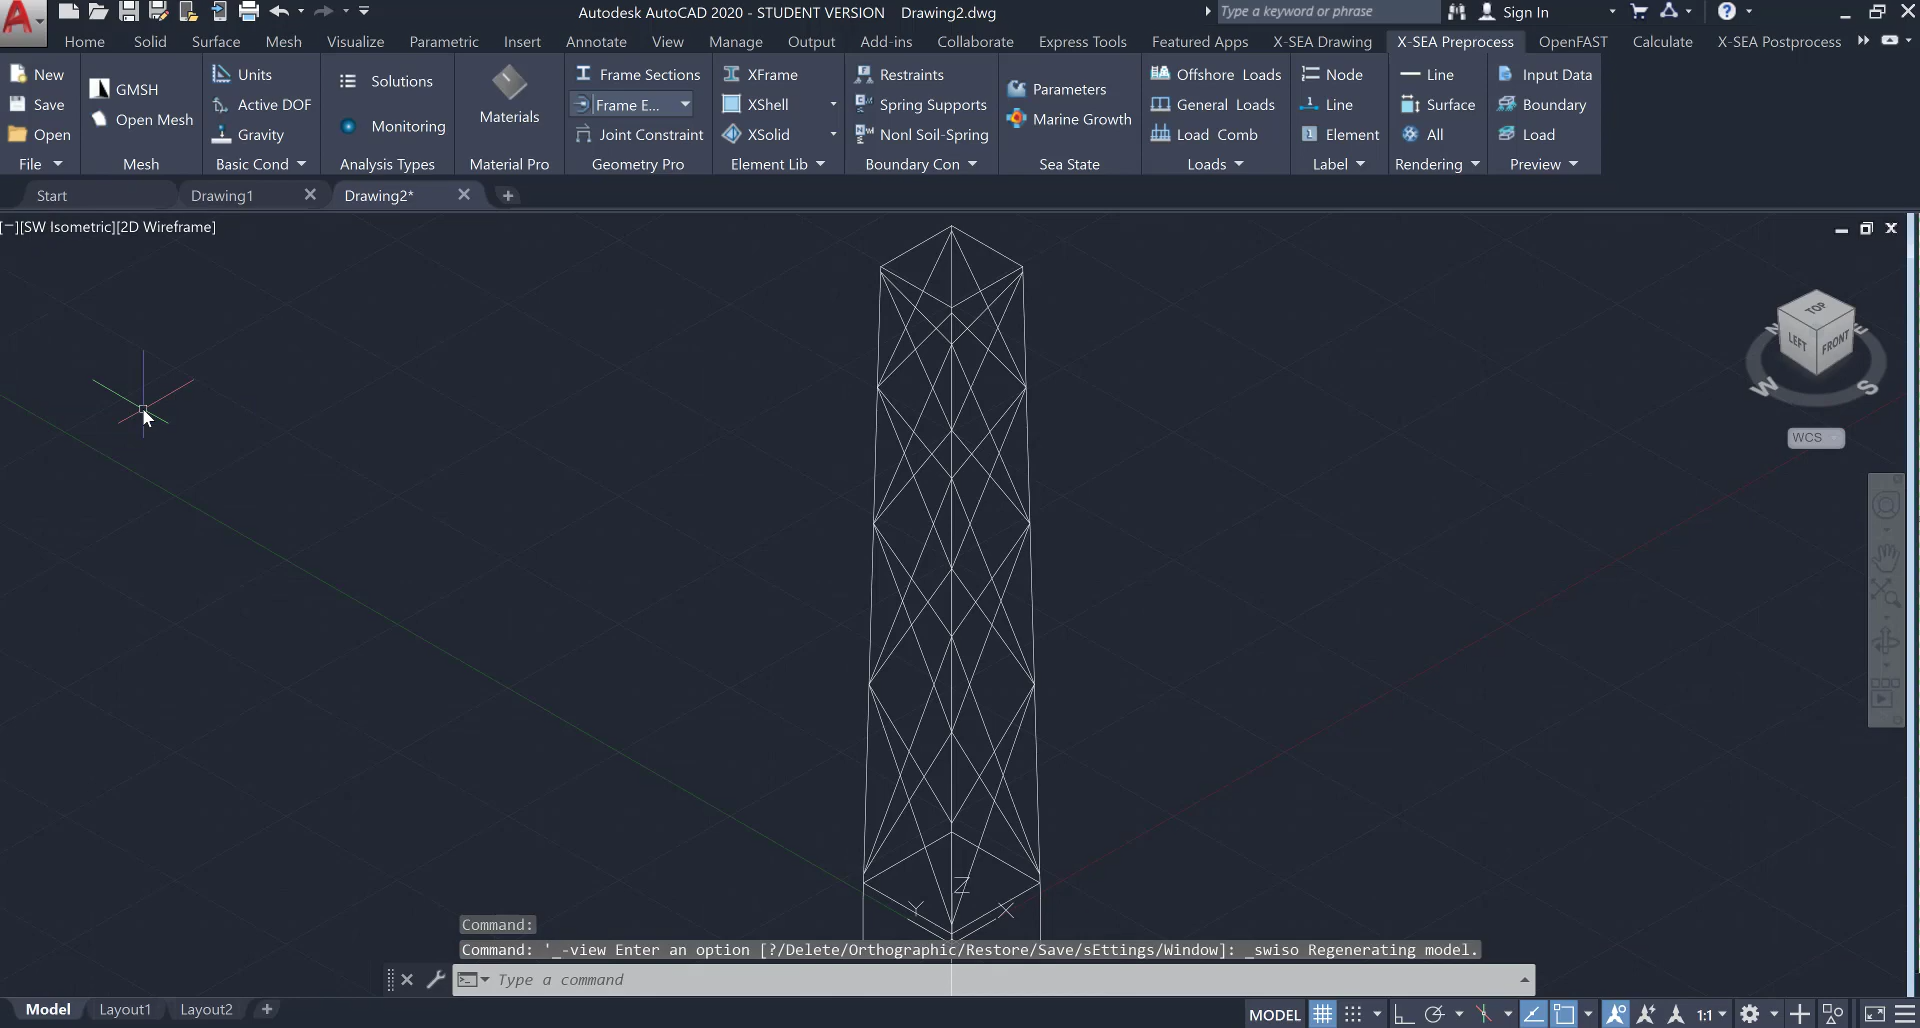 Autodesk AutoCAD 2020 - STUDENT VERSION Drawing2.dwg
Type a keyword or phrase
Sign In
Home Solid Surface Mesh Visualize Parametric Insert Annotate View Manage Output Add-ins Collaborate Express Tools Featured Apps X-SEA Drawing X-SEA Preprocess OpenFAST Calculate X-SEA Postprocess
New
Save
Open
File
GMSH
Open Mesh
Mesh
Units
Active DOF
Gravity
Basic Cond
Solutions
Monitoring
Analysis Types
Materials
Material Pro
Frame Sections
Frame E...
Joint Constraint
Geometry Pro
XFrame
XShell
XSolid
Element Lib
Restraints
Spring Supports
Nonl Soil-Spring
Boundary Con
Parameters
Marine Growth
Sea State
Offshore Loads
General Loads
Load Comb
Loads
Node
Line
Element
Label
Line
Surface
All
Rendering
Input Data
Boundary
Load
Preview
Start Drawing1 Drawing2*
[−][SW Isometric][2D Wireframe]
TOP
LEFT FRONT
N E
W S
WCS
Z
Y X
Command:
Command: '_-view Enter an option [?/Delete/Orthographic/Restore/Save/sEttings/Window]: _swiso Regenerating model.
Type a command
Model Layout1 Layout2
MODEL 1:1